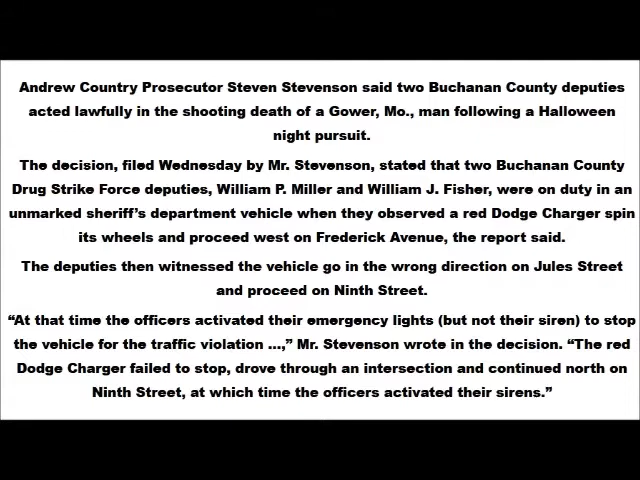 Andrew Country Prosecutor Steven Stevenson said two Buchanan County deputies
acted lawfully in the shooting death of a Gower, Mo., man following a Halloween
night pursuit.
The decision, filed Wednesday by Mr. Stevenson, stated that two Buchanan County
Drug Strike Force deputies, William P. Miller and William J. Fisher, were on duty in an
unmarked sheriff’s department vehicle when they observed a red Dodge Charger spin
its wheels and proceed west on Frederick Avenue, the report said.
The deputies then witnessed the vehicle go in the wrong direction on Jules Street
and proceed on Ninth Street.
“At that time the officers activated their emergency lights (but not their siren) to stop
the vehicle for the traffic violation ...,” Mr. Stevenson wrote in the decision. “The red
Dodge Charger failed to stop, drove through an intersection and continued north on
Ninth Street, at which time the officers activated their sirens.”